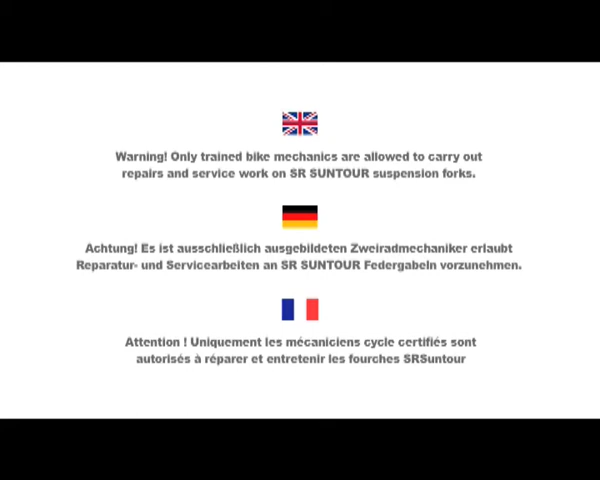 Warning! Only trained bike mechanics are allowed to carry out
repairs and service work on SR SUNTOUR suspension forks.
Achtung! Es ist ausschließlich ausgebildeten Zweiradmechaniker erlaubt
Reparatur- und Servicearbeiten an SR SUNTOUR Federgabeln vorzunehmen.
Attention ! Uniquement les mécaniciens cycle certifiés sont
autorisés à réparer et entretenir les fourches SRSuntour